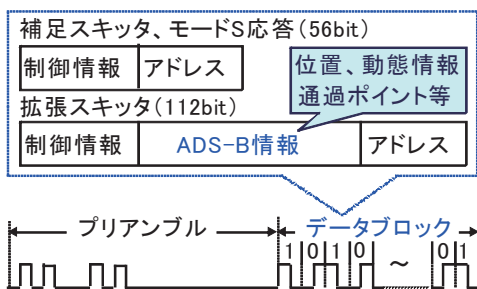 補足スキッタ、モードS応答(56bit)
制御情報 アドレス
位置、動態情報
通過ポイント等
拡張スキッタ(112bit)
制御情報 ADS-B情報 アドレス
プリアンブル データブロック
1 0 1 0 ~ 0 1